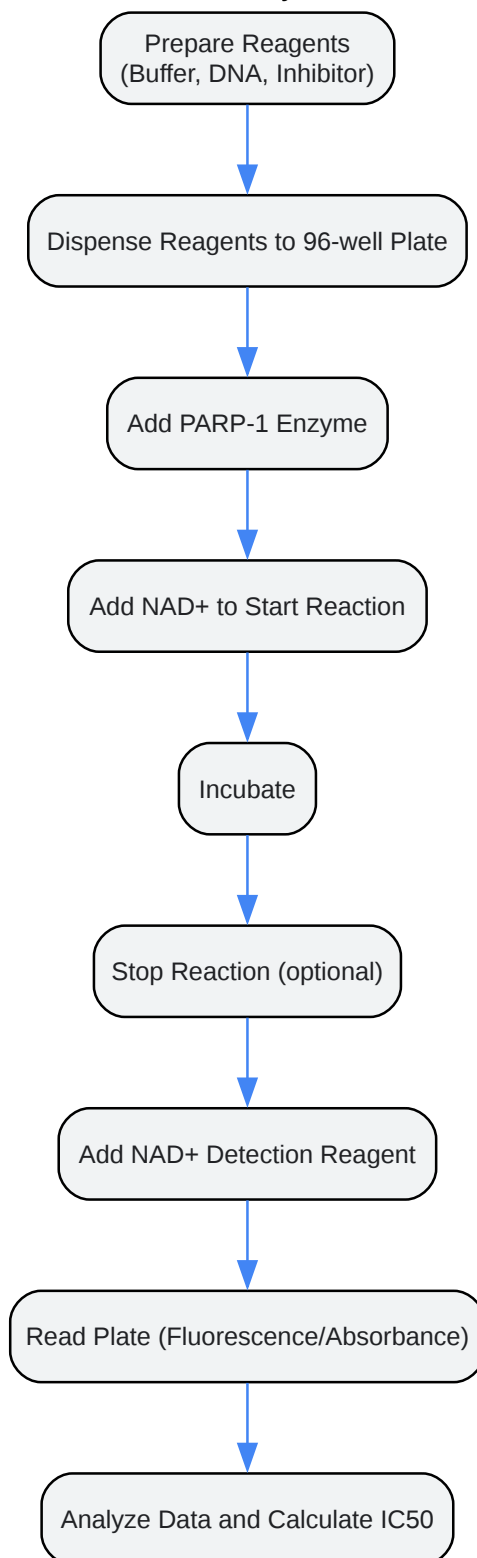 Prepare Reagents
(Buffer, DNA, Inhibitor)
Dispense Reagents to 96-well Plate
Add PARP-1 Enzyme
Add NAD+ to Start Reaction
Incubate
Stop Reaction (optional)
Add NAD+ Detection Reagent
Read Plate (Fluorescence/Absorbance)
Analyze Data and Calculate IC50